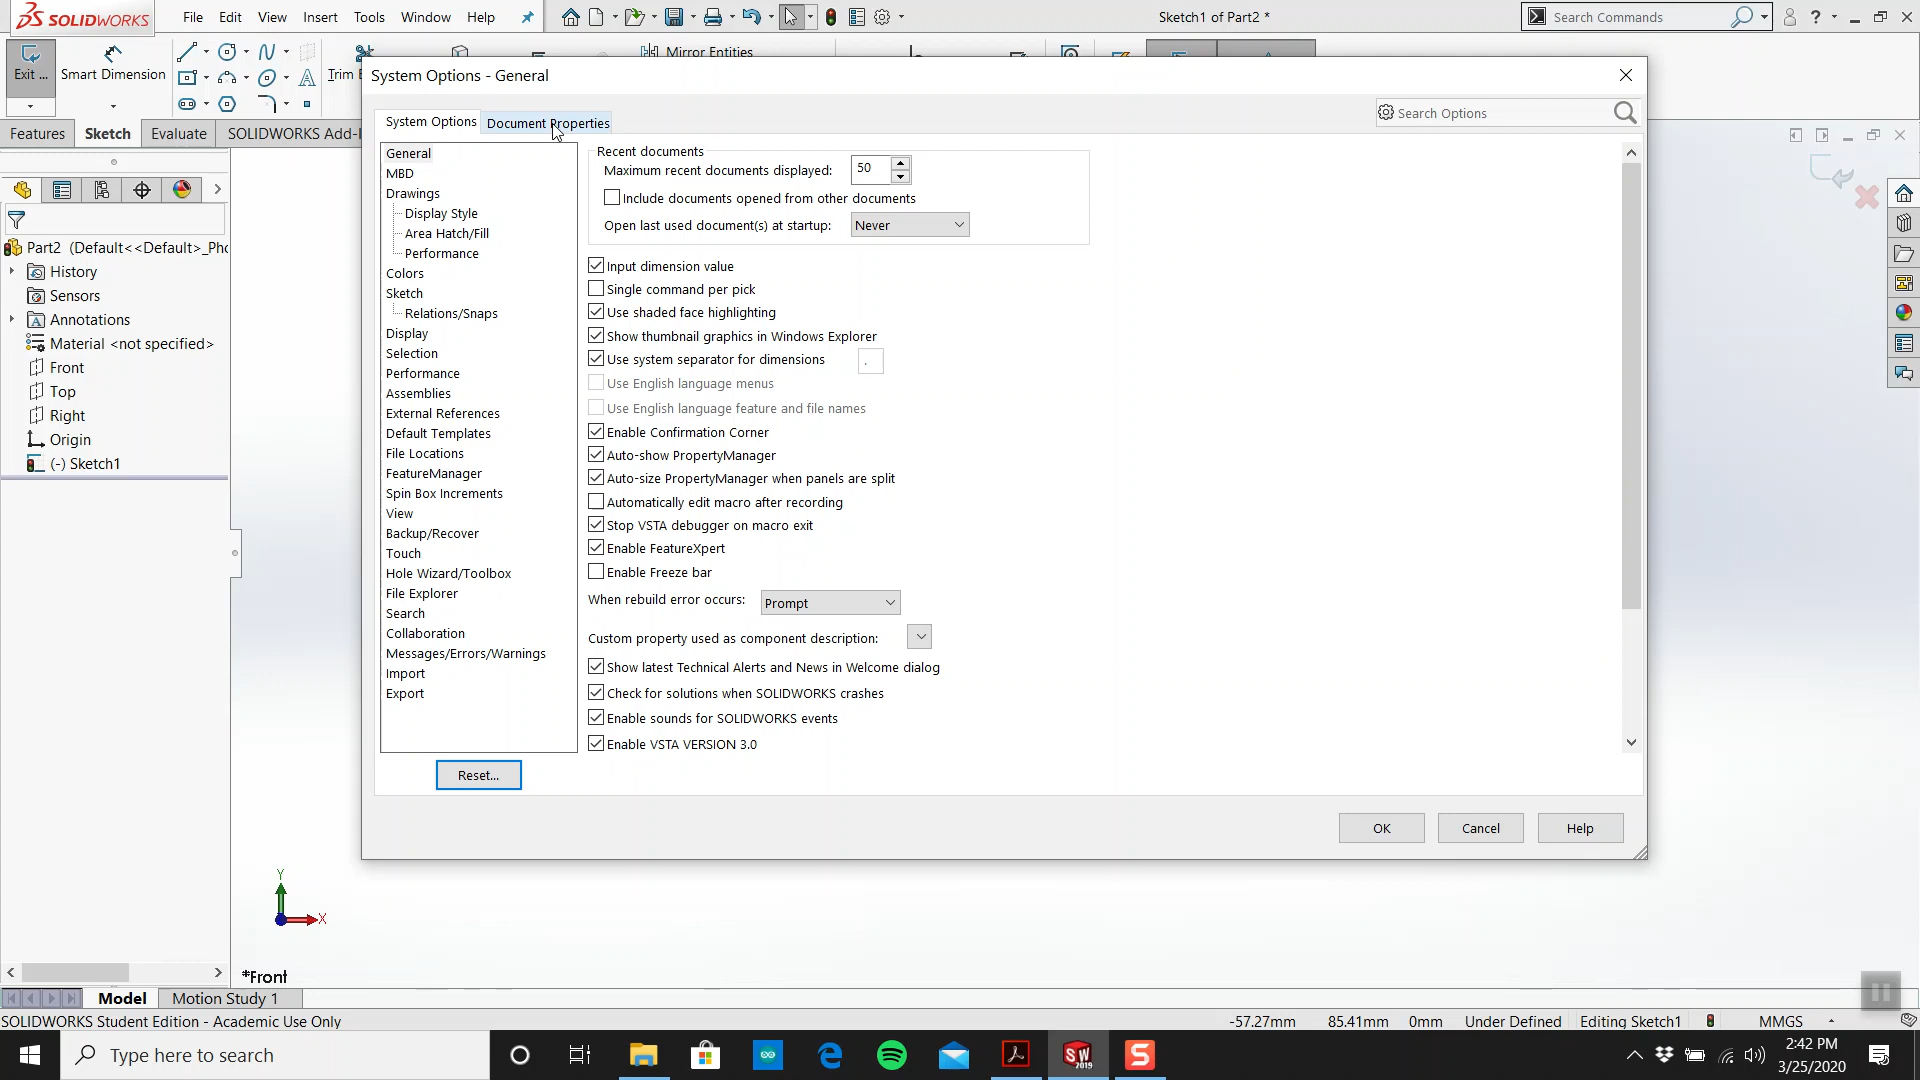 SOLIDWORKS File Edit View Insert Tools Window Help Sketch1 of Part2 * Search Commands ?
Exit ... Smart Dimension Mirror Entities
System Options - General
System Options Document Properties Search Options
Features Sketch Evaluate SOLIDWORKS Add-I
General
MBD
Drawings
Display Style
Area Hatch/Fill
Performance
Colors
Sketch
Relations/Snaps
Display
Selection
Performance
Assemblies
External References
Default Templates
File Locations
FeatureManager
Spin Box Increments
View
Backup/Recover
Touch
Hole Wizard/Toolbox
File Explorer
Search
Collaboration
Messages/Errors/Warnings
Import
Export
Reset...
Recent documents
Maximum recent documents displayed: 50
Include documents opened from other documents
Open last used document(s) at startup: Never
Input dimension value
Single command per pick
Use shaded face highlighting
Show thumbnail graphics in Windows Explorer
Use system separator for dimensions .
Use English language menus
Use English language feature and file names
Enable Confirmation Corner
Auto-show PropertyManager
Auto-size PropertyManager when panels are split
Automatically edit macro after recording
Stop VSTA debugger on macro exit
Enable FeatureXpert
Enable Freeze bar
When rebuild error occurs: Prompt
Custom property used as component description:
Show latest Technical Alerts and News in Welcome dialog
Check for solutions when SOLIDWORKS crashes
Enable sounds for SOLIDWORKS events
Enable VSTA VERSION 3.0
OK Cancel Help
Part2 (Default<<Default>_Pho
History
Sensors
Annotations
Material <not specified>
Front
Top
Right
Origin
(-) Sketch1
Y
X
*Front
Model Motion Study 1
SOLIDWORKS Student Edition - Academic Use Only -57.27mm 85.41mm 0mm Under Defined Editing Sketch1 MMGS
Type here to search
SW 2019
S
2:42 PM
3/25/2020